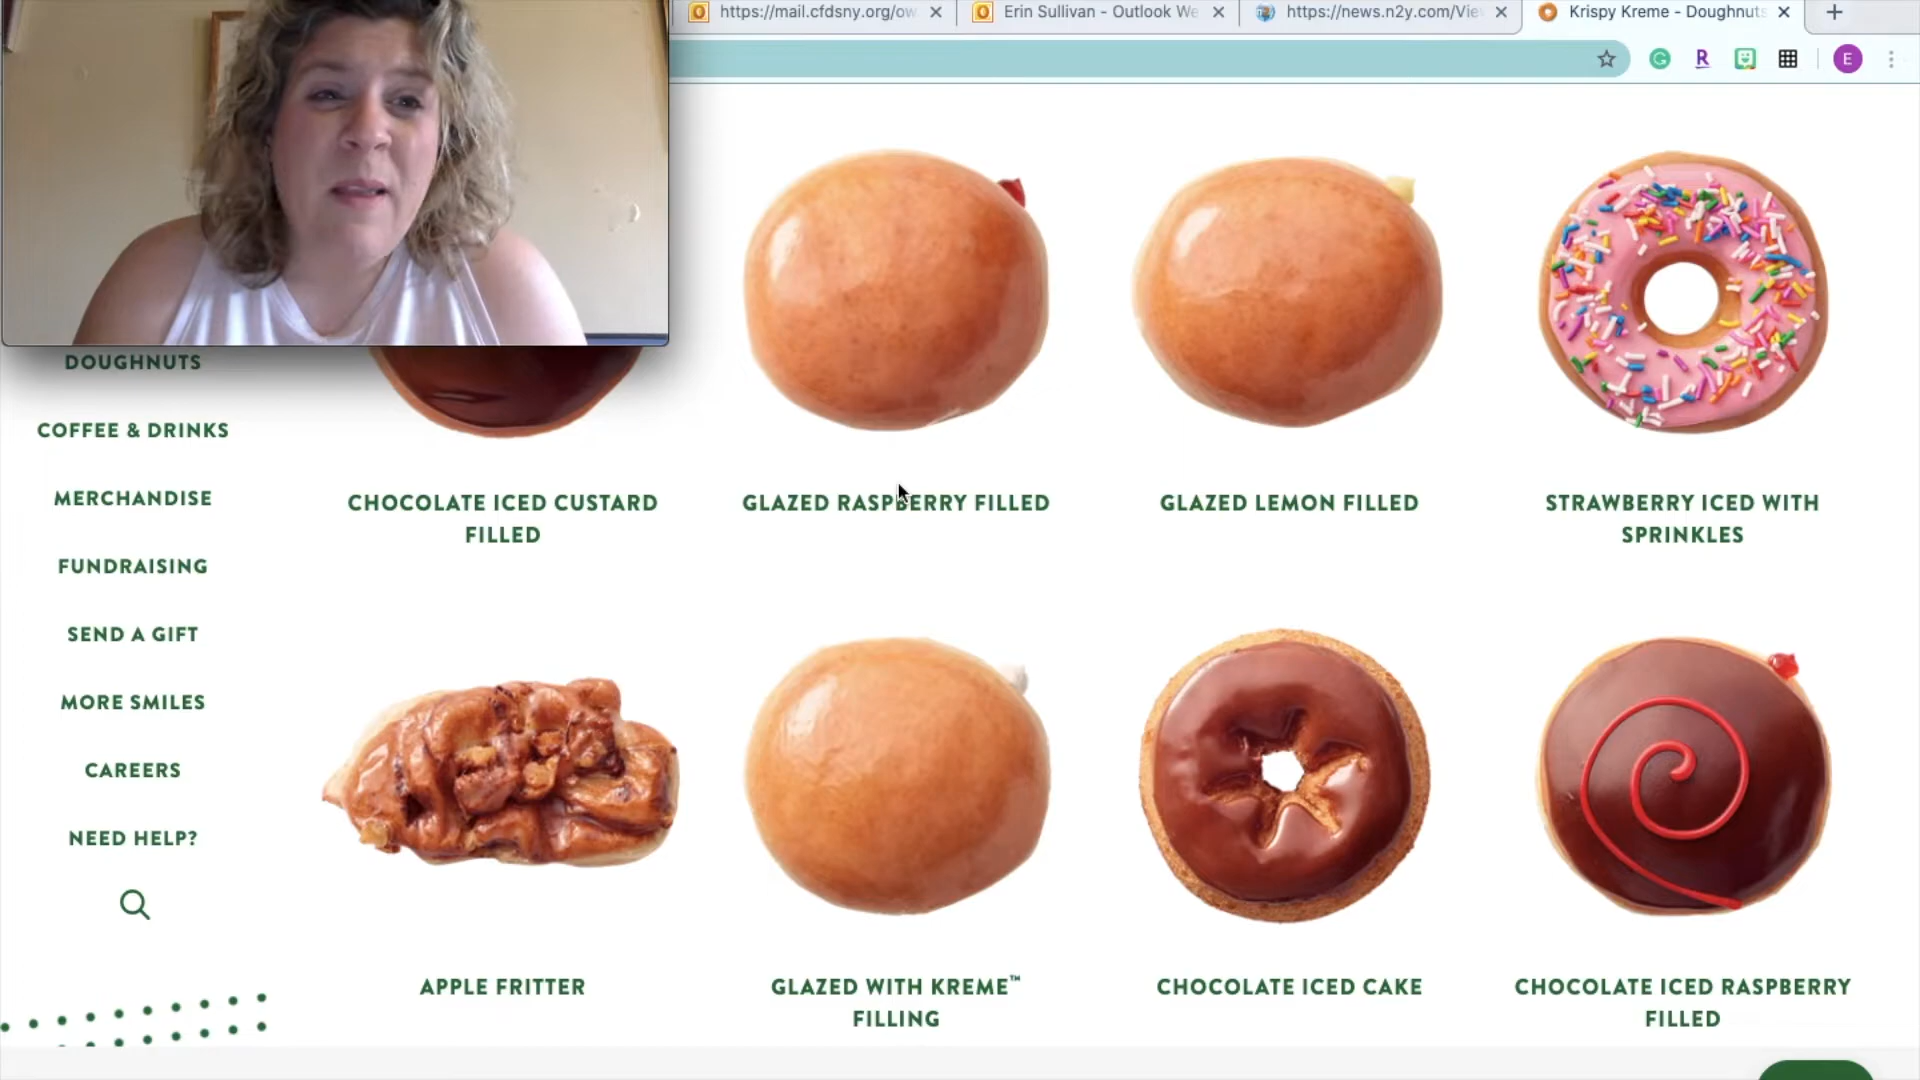 https://mail.cfdsny.org/ow
Erin Sullivan - Outlook We
https://news.n2y.com/Vie
Krispy Kreme - Doughnuts
E
DOUGHNUTS
COFFEE & DRINKS
MERCHANDISE
FUNDRAISING
SEND A GIFT
MORE SMILES
CAREERS
NEED HELP?
CHOCOLATE ICED CUSTARD
FILLED
GLAZED RASPBERRY FILLED
GLAZED LEMON FILLED
STRAWBERRY ICED WITH
SPRINKLES
APPLE FRITTER
GLAZED WITH KREME™
FILLING
CHOCOLATE ICED CAKE
CHOCOLATE ICED RASPBERRY
FILLED